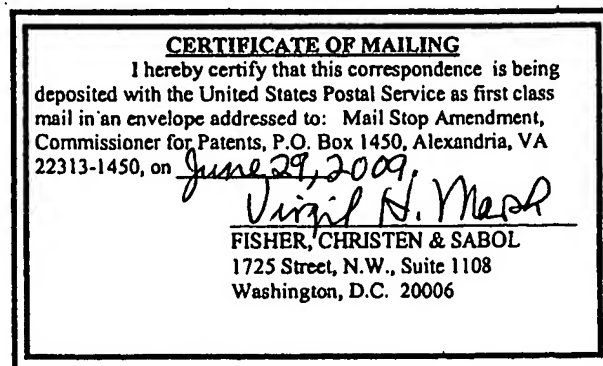 CERTIFICATE OF MAILING
I hereby certify that this correspondence is being
deposited with the United States Postal Service as first class
mail in an envelope addressed to: Mail Stop Amendment,
Commissioner for Patents, P.O. Box 1450, Alexandria, VA
22313-1450, on June 29, 2009.
Virgil H. Marsh
FISHER, CHRISTEN & SABOL
1725 Street, N.W., Suite 1108
Washington, D.C. 20006